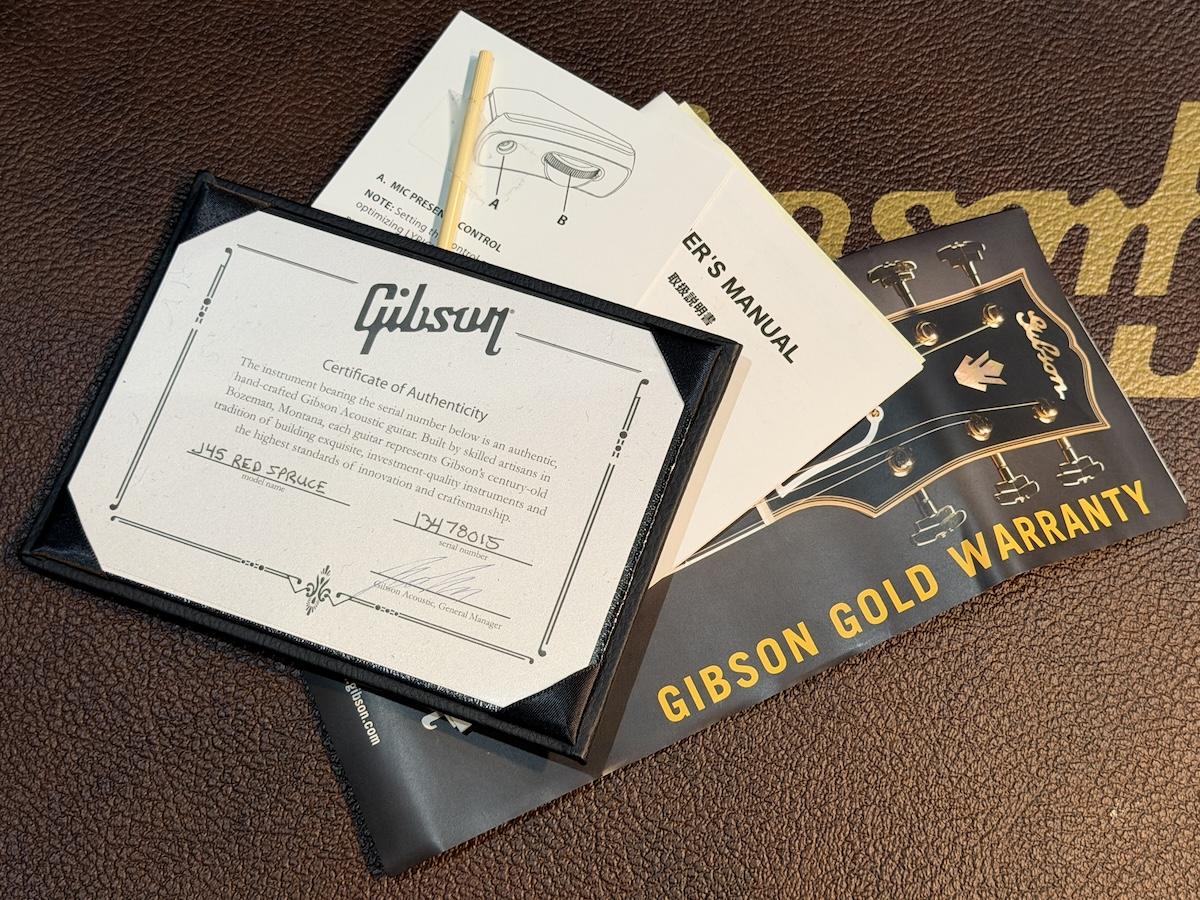 Gibson
Certificate of Authenticity
The instrument bearing the serial number below is an authentic,
hand-crafted Gibson Acoustic guitar. Built by skilled artisans in
Bozeman, Montana, each guitar represents Gibson's century-old
tradition of building exquisite, investment-quality instruments and
the highest standards of innovation and craftsmanship.
J45 RED SPRUCE
model name
13478015
serial number
Gibson Acoustic, General Manager
A
B
A. MIC PRESEN CONTROL
NOTE: Setting th ontrol
optimizing LYR
ER'S MANUAL
取扱説明書
Gibson
GIBSON GOLD WARRANTY
.gibson.com